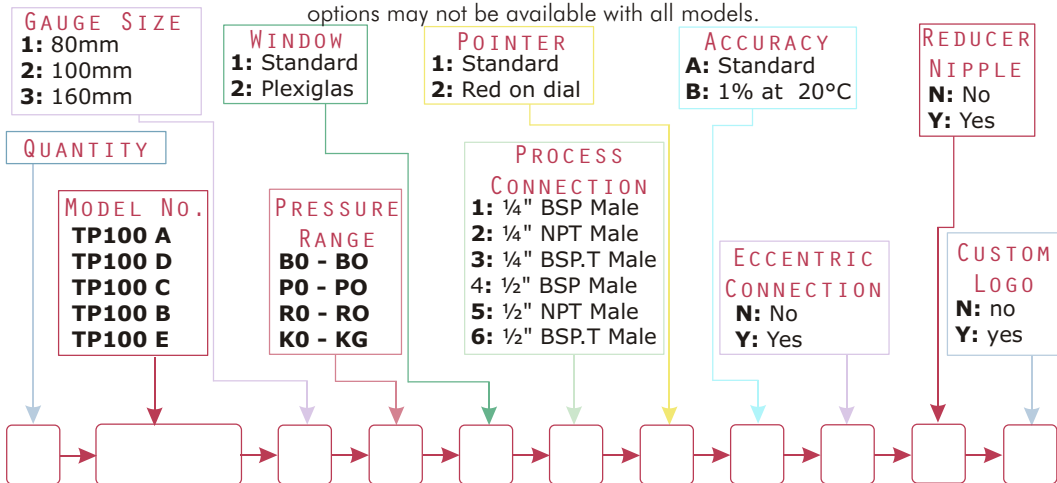 options may not be available with all models.
GAUGE SIZE
1: 80mm
2: 100mm
3: 160mm
WINDOW
1: Standard
2: Plexiglas
POINTER
1: Standard
2: Red on dial
ACCURACY
A: Standard
B: 1% at 20°C
REDUCER
NIPPLE
N: No
Y: Yes
QUANTITY
MODEL NO.
TP100 A
TP100 D
TP100 C
TP100 B
TP100 E
PRESSURE
RANGE
B0 - BO
P0 - PO
R0 - RO
K0 - KG
PROCESS
CONNECTION
1: ¼" BSP Male
2: ¼" NPT Male
3: ¼" BSP.T Male
4: ½" BSP Male
5: ½" NPT Male
6: ½" BSP.T Male
ECCENTRIC
CONNECTION
N: No
Y: Yes
CUSTOM
LOGO
N: no
Y: yes